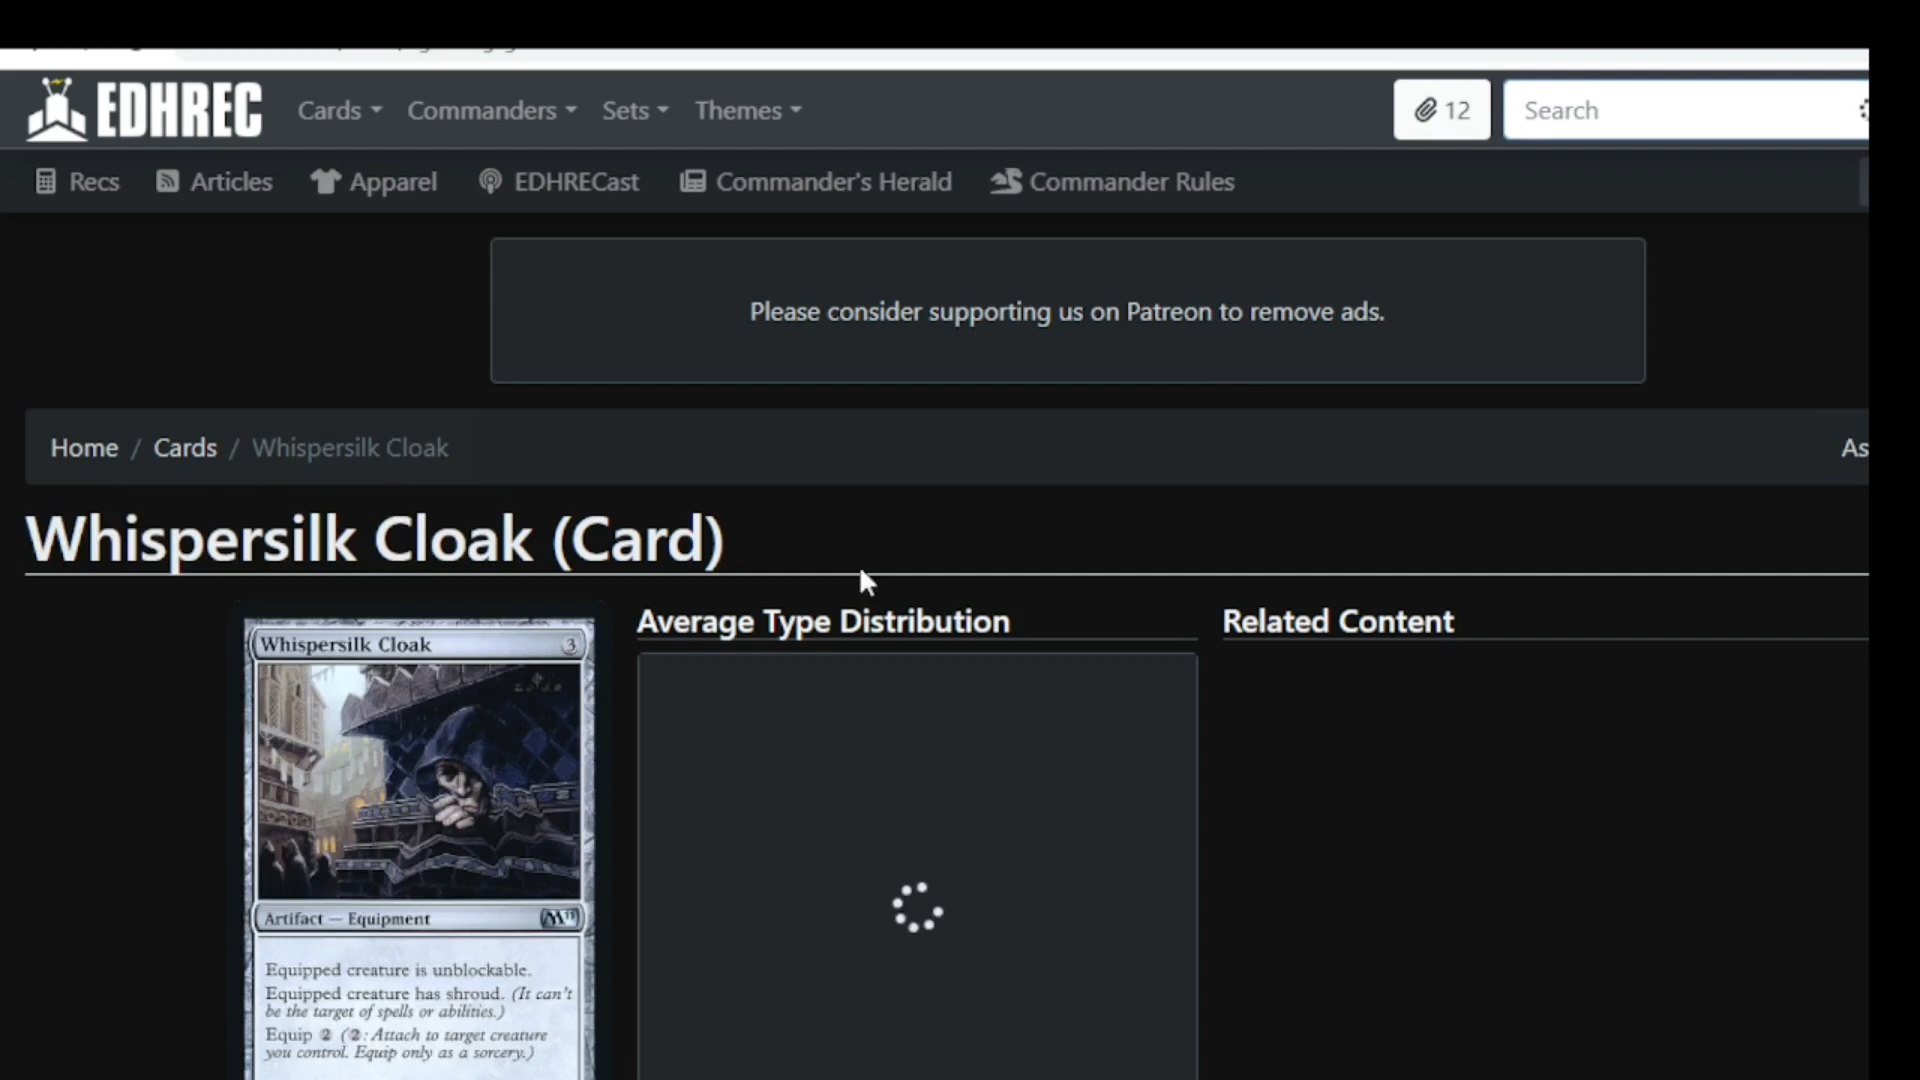 EDHREC Cards Commanders Sets Themes 12 Search
Recs Articles Apparel EDHRECast Commander's Herald Commander Rules
Please consider supporting us on Patreon to remove ads.
Home / Cards / Whispersilk Cloak As
Whispersilk Cloak (Card)
Average Type Distribution
Related Content
Whispersilk Cloak 3
Artifact — Equipment M11
Equipped creature is unblockable.
Equipped creature has shroud. (It can't
be the target of spells or abilities.)
Equip 2 (2: Attach to target creature
you control. Equip only as a sorcery.)